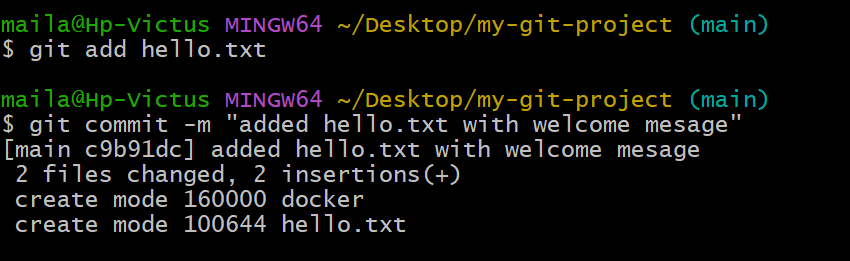 maila@Hp-Victus MINGW64 ~/Desktop/my-git-project (main)
$ git add hello.txt
maila@Hp-Victus MINGW64 ~/Desktop/my-git-project (main)
$ git commit -m "added hello.txt with welcome mesage"
[main c9b91dc] added hello.txt with welcome mesage
2 files changed, 2 insertions(+)
create mode 160000 docker
create mode 100644 hello.txt